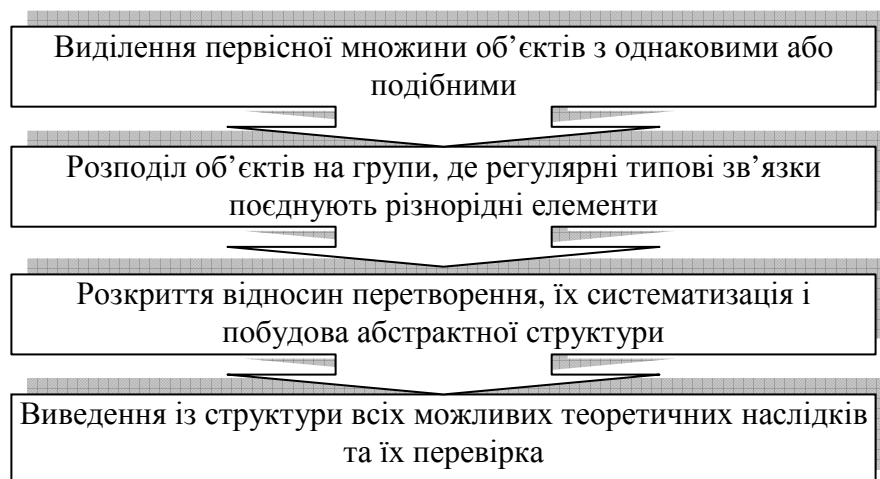 Виділення первісної множини об’єктів з однаковими або
подібними
Розподіл об’єктів на групи, де регулярні типові зв’язки
поєднують різнорідні елементи
Розкриття відносин перетворення, їх систематизація і
побудова абстрактної структури
Виведення із структури всіх можливих теоретичних наслідків
та їх перевірка